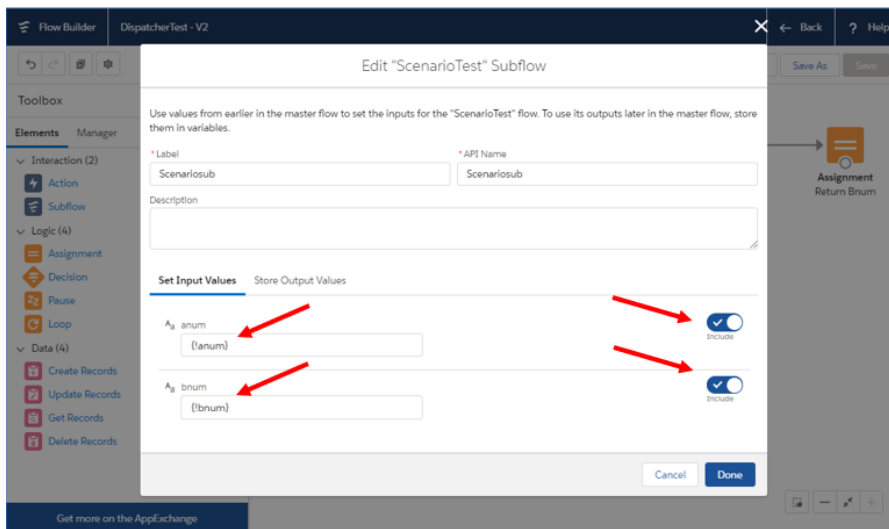 Flow Builder
DispatcherTest - V2
← Back
? Help
Save As
Save
Edit "ScenarioTest" Subflow
Use values from earlier in the master flow to set the inputs for the "ScenarioTest" flow. To use its outputs later in the master flow, store
them in variables.
* Label
* API Name
Scenariosub
Scenariosub
Description
Set Input Values
Store Output Values
Aa anum
{!anum}
Include
Aa bnum
{!bnum}
Include
Cancel
Done
Toolbox
Elements
Manager
Interaction (2)
Action
Subflow
Logic (4)
Assignment
Decision
Pause
Loop
Data (4)
Create Records
Update Records
Get Records
Delete Records
Get more on the AppExchange
Assignment
Return Bnum